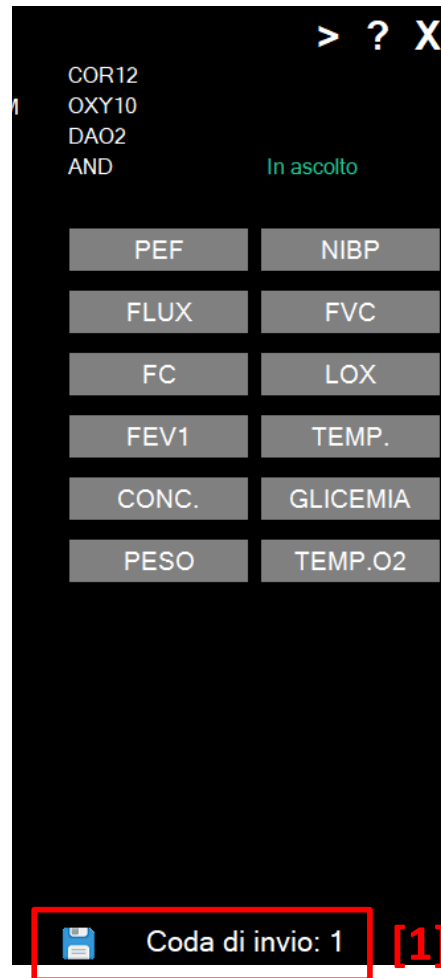 > ? X
COR12
OXY10
DAO2
AND In ascolto
PEF NIBP
FLUX FVC
FC LOX
FEV1 TEMP.
CONC. GLICEMIA
PESO TEMP.O2
Coda di invio: 1 [1]